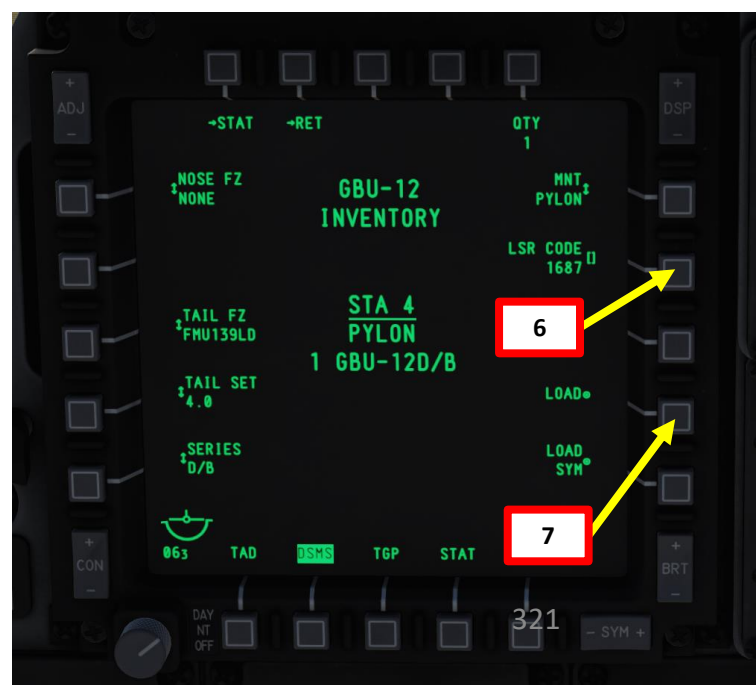 +
ADJ
-
+
DSP
-
→STAT
→RET
QTY
1
↕NOSE FZ
NONE
GBU-12
INVENTORY
MNT↕
PYLON
LSR CODE []
1687
6
↕TAIL FZ
FMU139LD
STA 4
PYLON
1 GBU-12D/B
↕TAIL SET
4.0
LOAD
↕SERIES
D/B
LOAD
SYM
7
063
TAD
DSMS
TGP
STAT
+
CON
-
+
BRT
-
DAY
NT
OFF
321
- SYM +